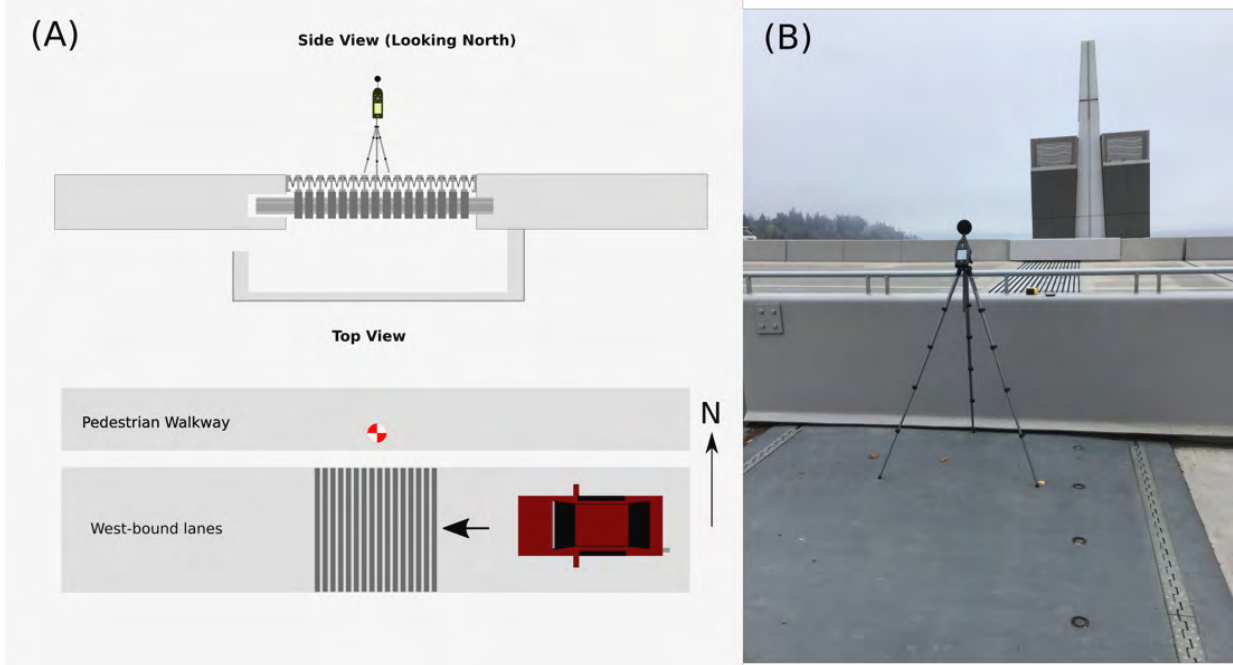 (A)
Side View (Looking North)
Top View
Pedestrian Walkway
N
West-bound lanes
(B)